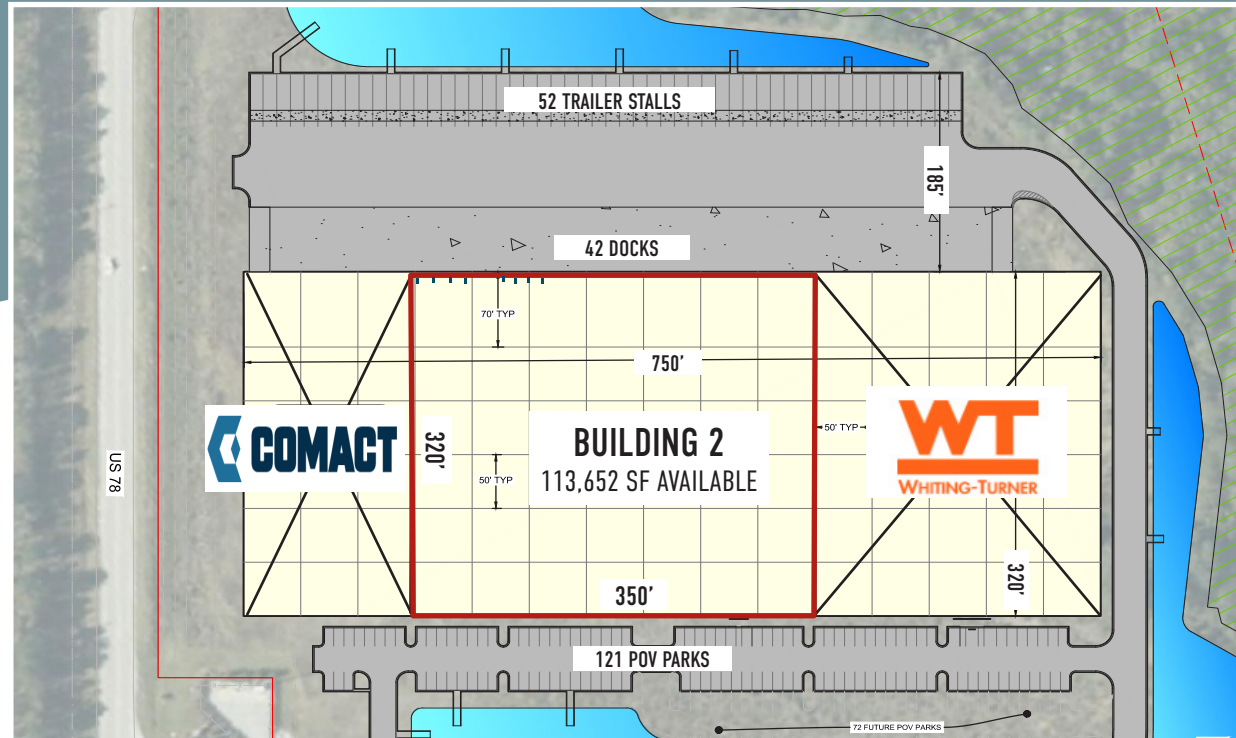 52 TRAILER STALLS
185'
42 DOCKS
70' TYP
750'
COMACT
320'
BUILDING 2
113,652 SF AVAILABLE
50' TYP
WT
WHITING-TURNER
50' TYP
US 78
350'
320'
121 POV PARKS
72 FUTURE POV PARKS